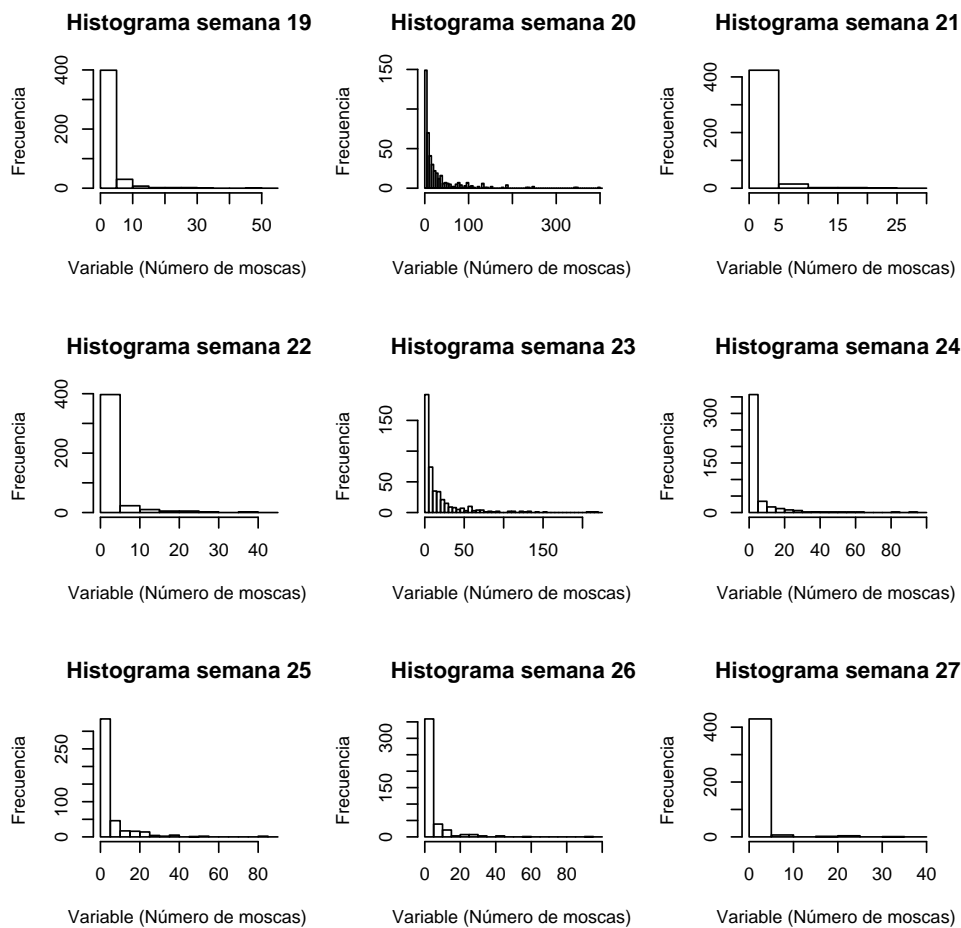 Histograma semana 19
Frecuencia
0 200 400
0 10 30 50
Variable (Número de moscas)
Histograma semana 20
Frecuencia
0 50 150
0 100 300
Variable (Número de moscas)
Histograma semana 21
Frecuencia
0 200 400
0 5 15 25
Variable (Número de moscas)
Histograma semana 22
Frecuencia
0 200 400
0 10 20 30 40
Variable (Número de moscas)
Histograma semana 23
Frecuencia
0 50 150
0 50 150
Variable (Número de moscas)
Histograma semana 24
Frecuencia
0 150 300
0 20 40 60 80
Variable (Número de moscas)
Histograma semana 25
Frecuencia
0 100 250
0 20 40 60 80
Variable (Número de moscas)
Histograma semana 26
Frecuencia
0 150 300
0 20 40 60 80
Variable (Número de moscas)
Histograma semana 27
Frecuencia
0 200 400
0 10 20 30 40
Variable (Número de moscas)